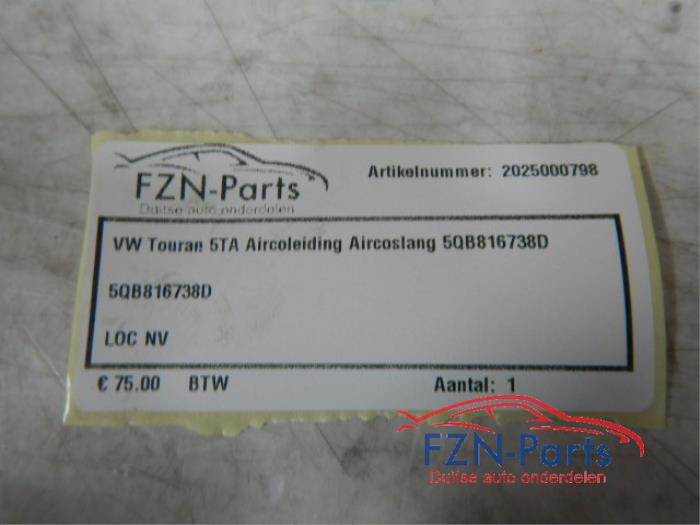 FZN-Parts
Duitse auto onderdelen
Artikelnummer: 2025000798
VW Touran 5TA Aircoleiding Aircoslang 5QB816738D
5QB816738D
LOC NV
€ 75.00 BTW Aantal: 1
FZN-Parts
Duitse auto onderdelen